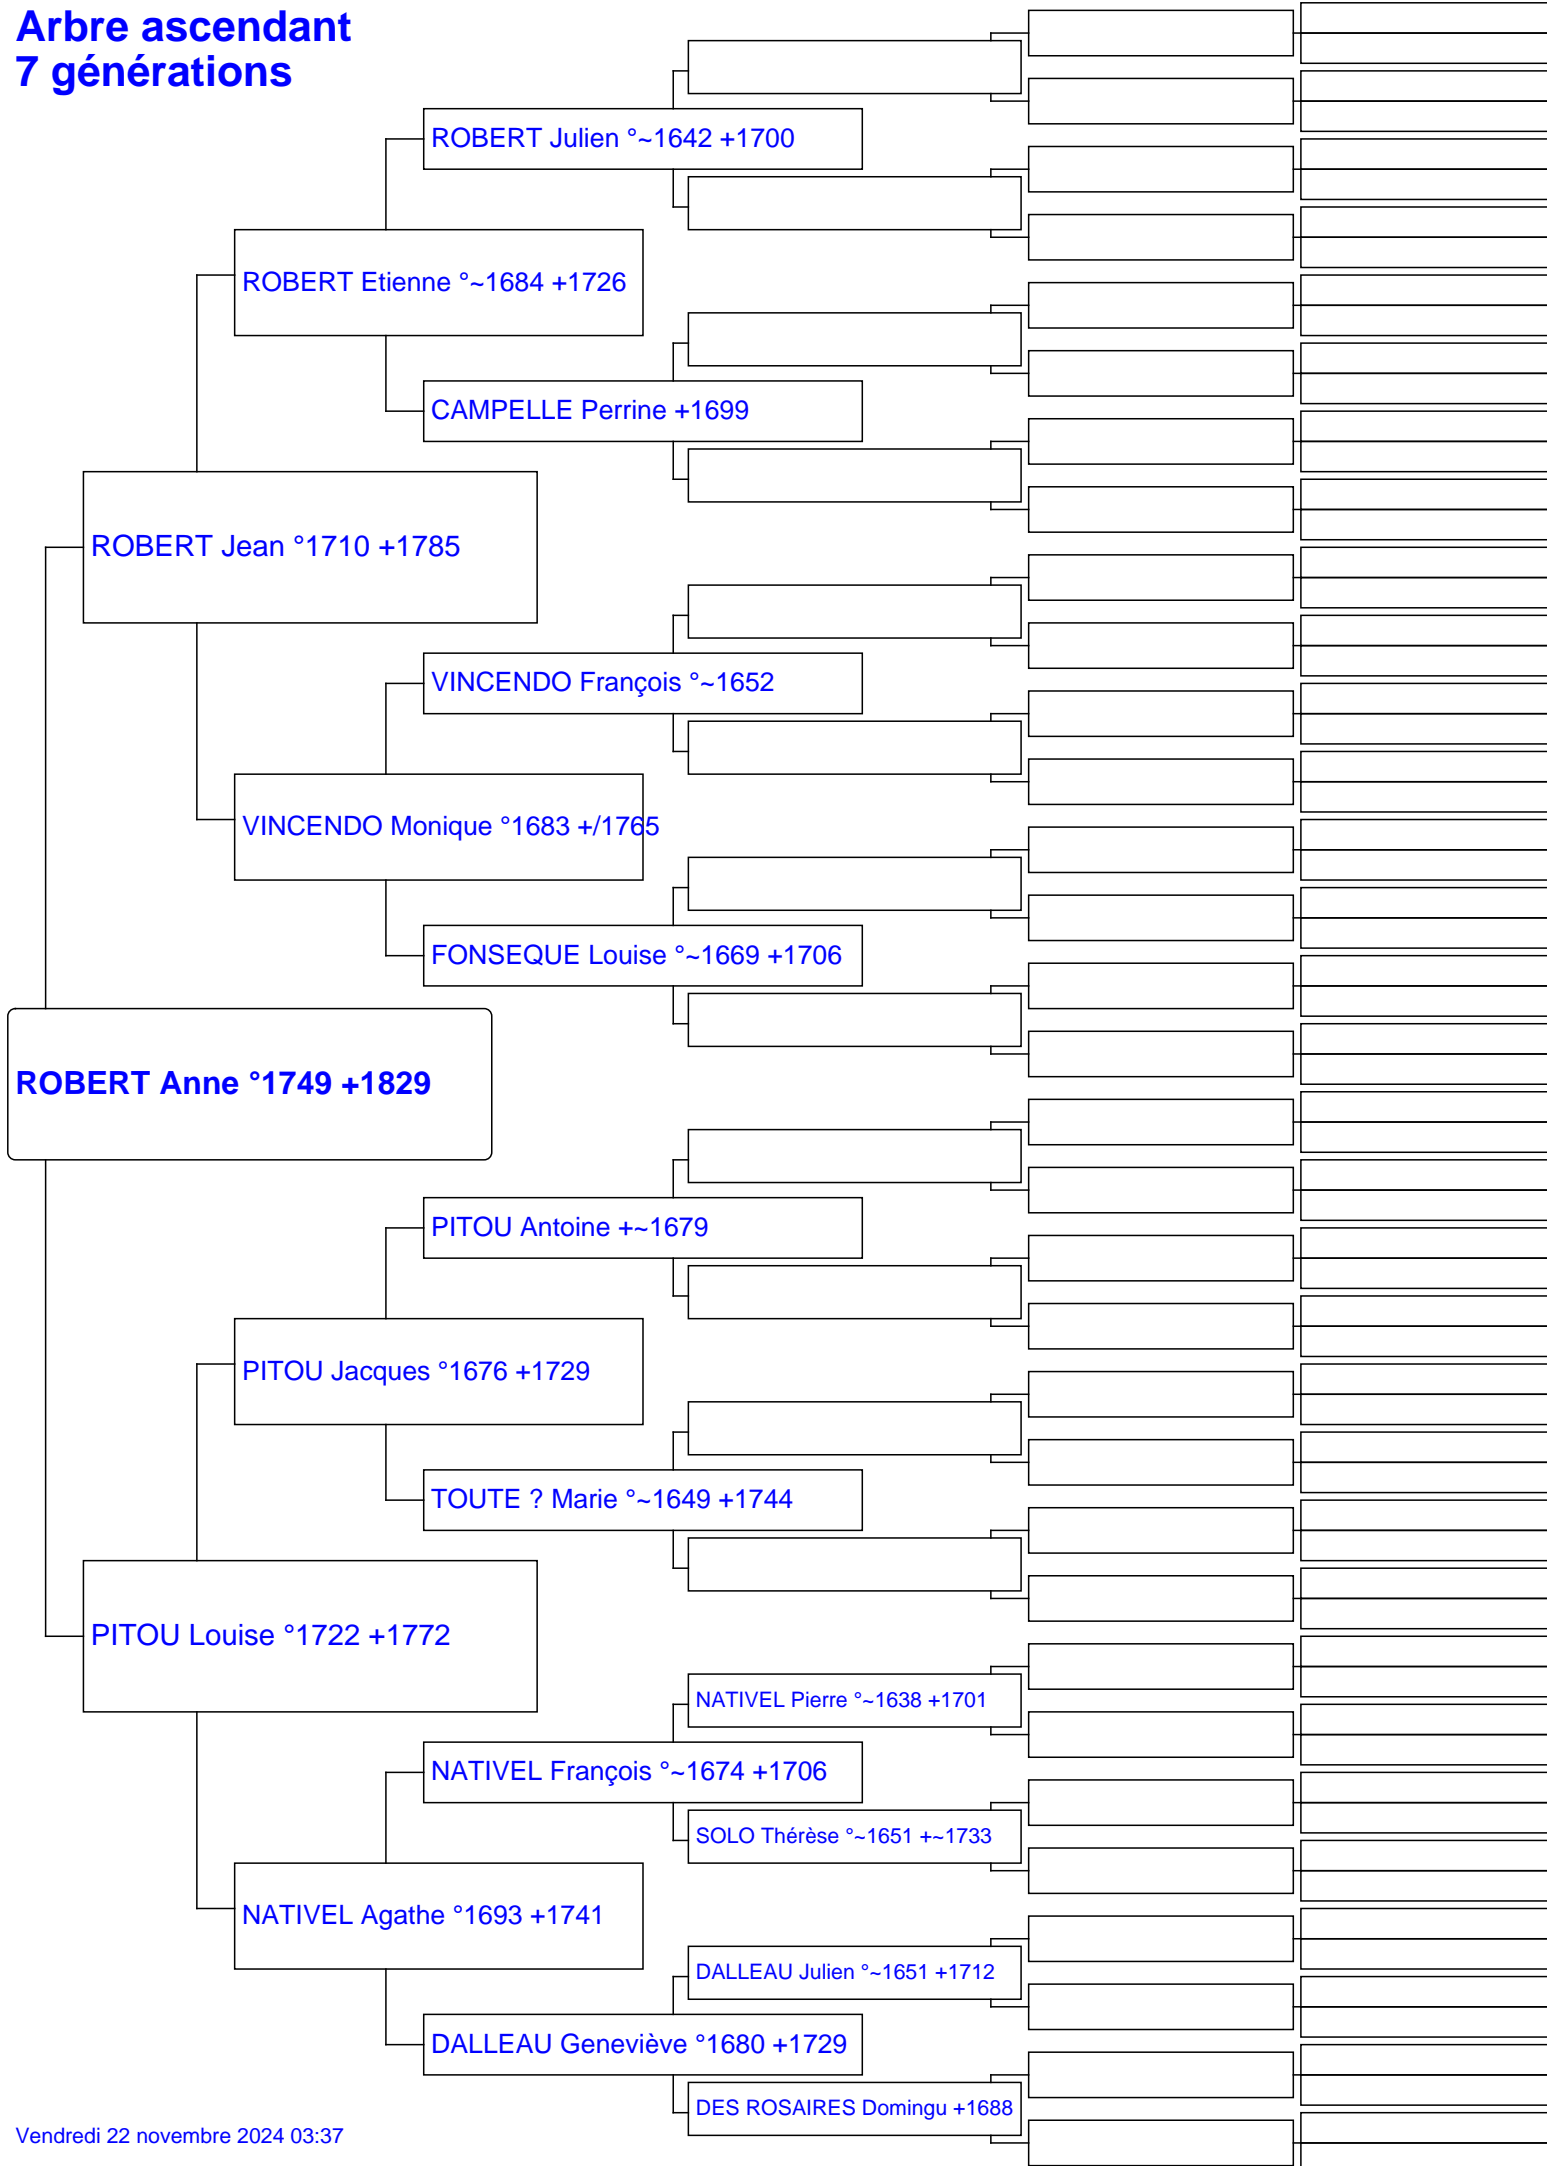 Arbre ascendant
7 générations
ROBERT Julien °~1642 +1700
ROBERT Etienne °~1684 +1726
CAMPELLE Perrine +1699
ROBERT Jean °1710 +1785
VINCENDO François °~1652
VINCENDO Monique °1683 +/1765
FONSEQUE Louise °~1669 +1706
ROBERT Anne °1749 +1829
PITOU Antoine +~1679
PITOU Jacques °1676 +1729
TOUTE ? Marie °~1649 +1744
PITOU Louise °1722 +1772
NATIVEL Pierre °~1638 +1701
NATIVEL François °~1674 +1706
SOLO Thérèse °~1651 +~1733
NATIVEL Agathe °1693 +1741
DALLEAU Julien °~1651 +1712
DALLEAU Geneviève °1680 +1729
DES ROSAIRES Domingu +1688
Vendredi 22 novembre 2024 03:37